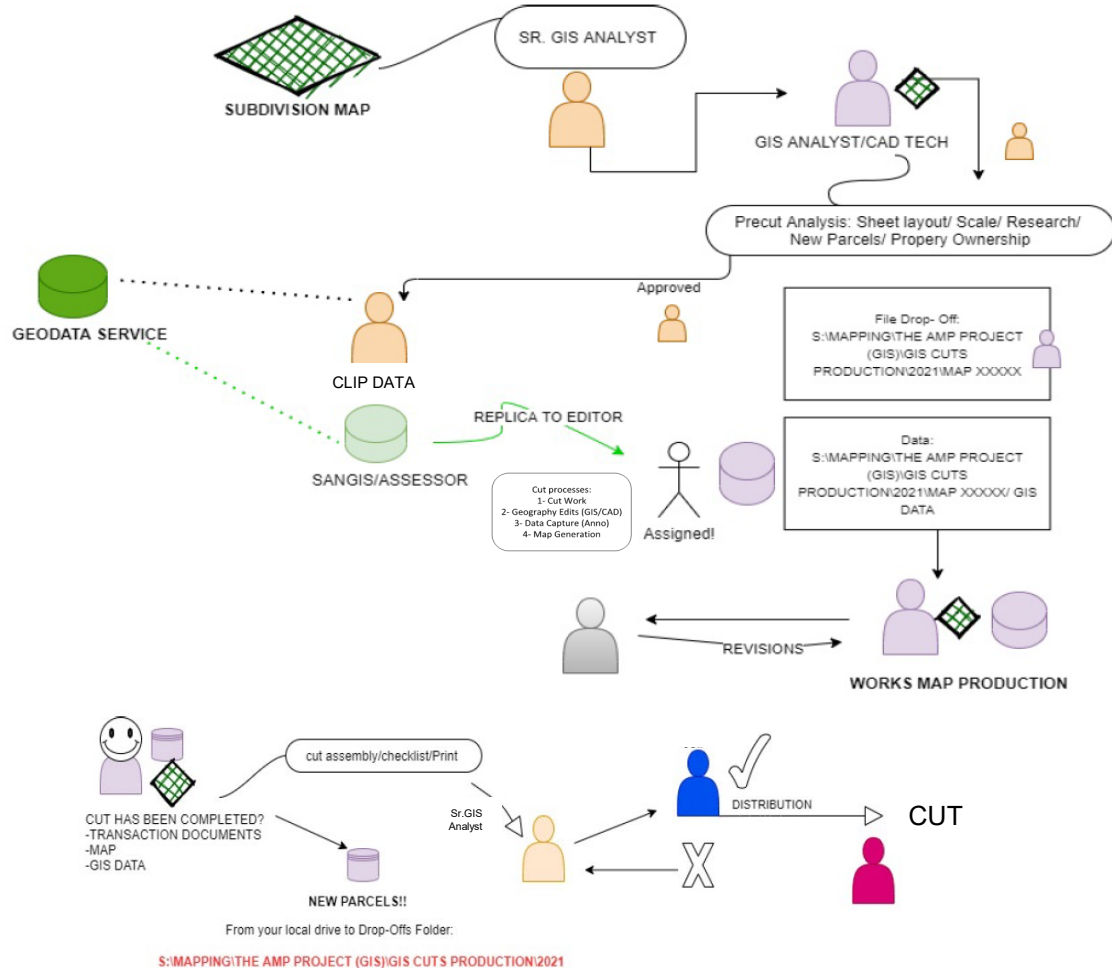 SR. GIS ANALYST
SUBDIVISION MAP
GIS ANALYST/CAD TECH
Precut Analysis: Sheet layout/ Scale/ Research/
New Parcels/ Propery Ownership
Approved
GEODATA SERVICE
CLIP DATA
File Drop- Off:
S:\MAPPING\THE AMP PROJECT
(GIS)\GIS CUTS
PRODUCTION\2021\MAP XXXXX
REPLICA TO EDITOR
SANGIS/ASSESSOR
Cut processes:
1- Cut Work
2- Geography Edits (GIS/CAD)
3- Data Capture (Anno)
4- Map Generation
Assigned!
Data:
S:\MAPPING\THE AMP PROJECT
(GIS)\GIS CUTS
PRODUCTION\2021\MAP XXXXX/ GIS
DATA
REVISIONS
WORKS MAP PRODUCTION
cut assembly/checklist/Print
CUT HAS BEEN COMPLETED?
-TRANSACTION DOCUMENTS
-MAP
-GIS DATA
Sr.GIS
Analyst
DISTRIBUTION
CUT
X
NEW PARCELS!!
From your local drive to Drop-Offs Folder:
S:\MAPPING\THE AMP PROJECT (GIS)\GIS CUTS PRODUCTION\2021